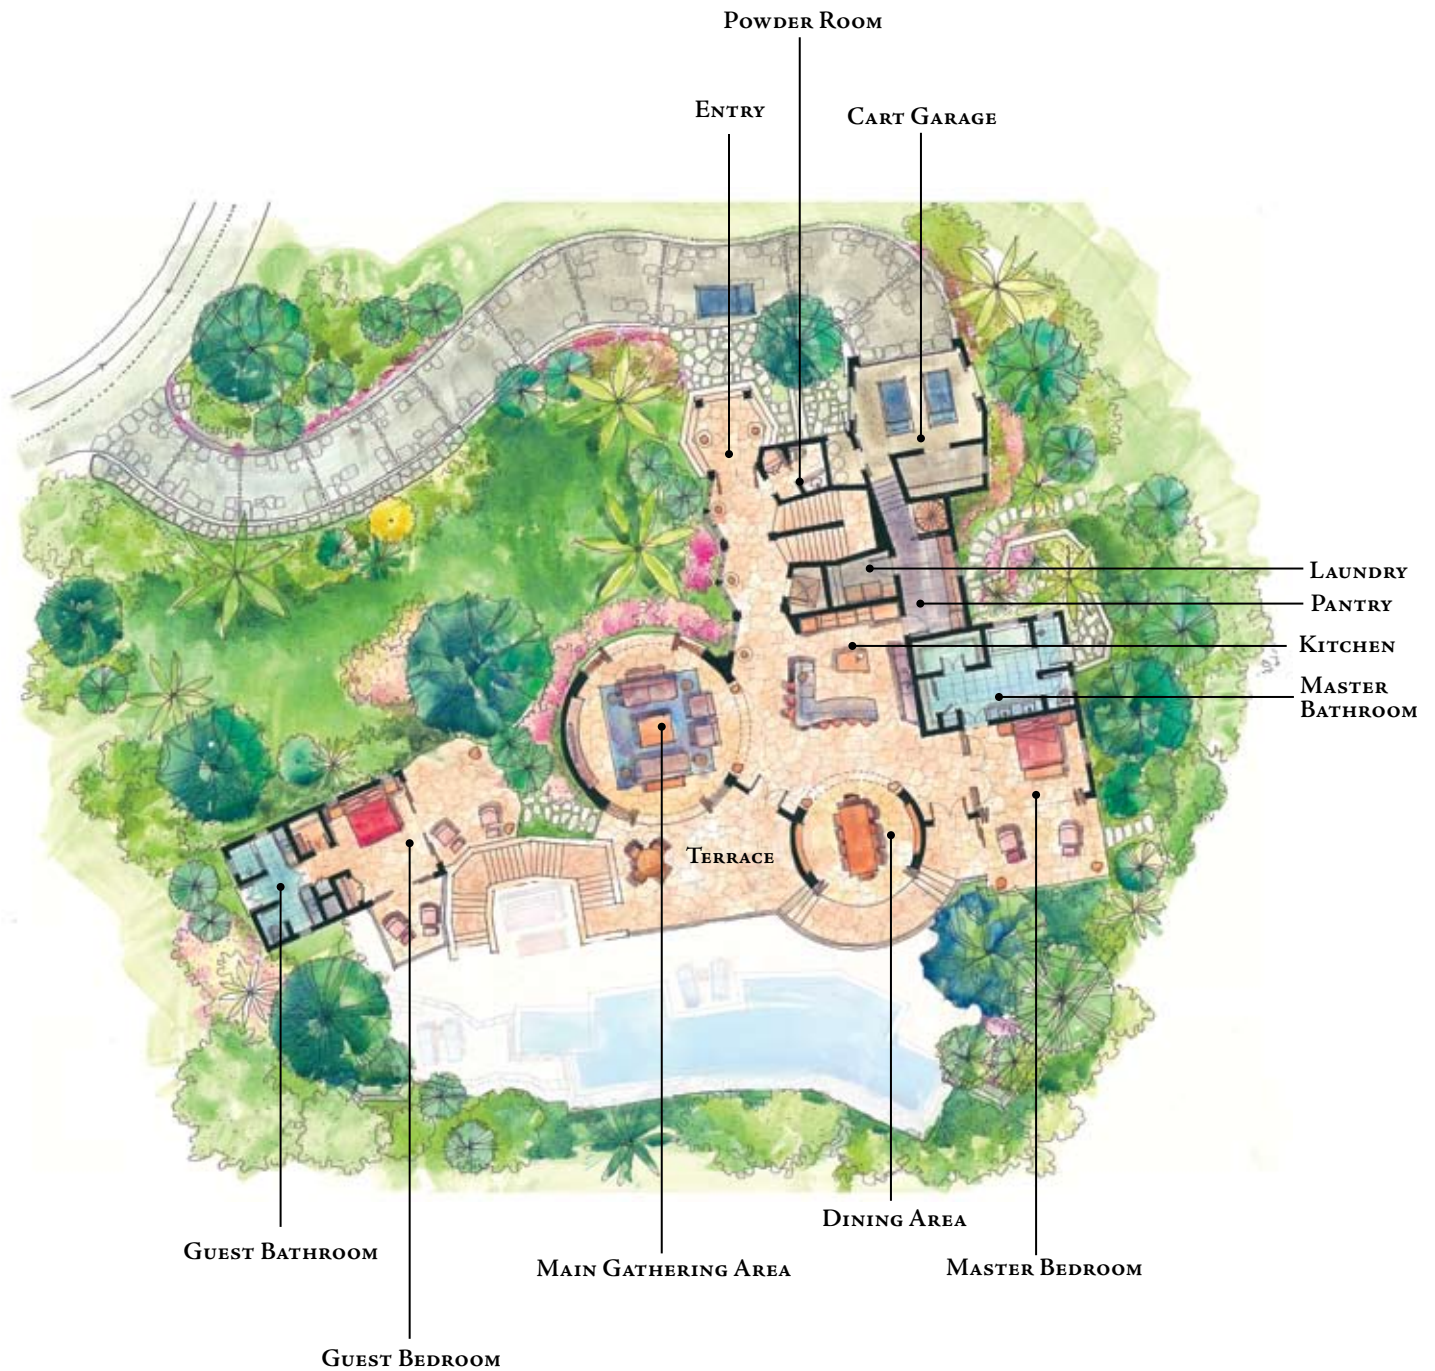 Powder Room
Entry
Cart Garage
Laundry
Pantry
Kitchen
Master
Bathroom
Terrace
Dining Area
Guest Bathroom
Main Gathering Area
Master Bedroom
Guest Bedroom